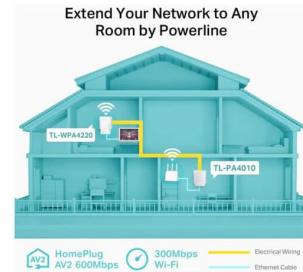 Extend Your Network to Any
Room by Powerline
TL-WPA4220
TL-PA4010
AV2
HomePlug
AV2 600Mbps
300Mbps
Wi-Fi
Electrical Wiring
Ethernet Cable